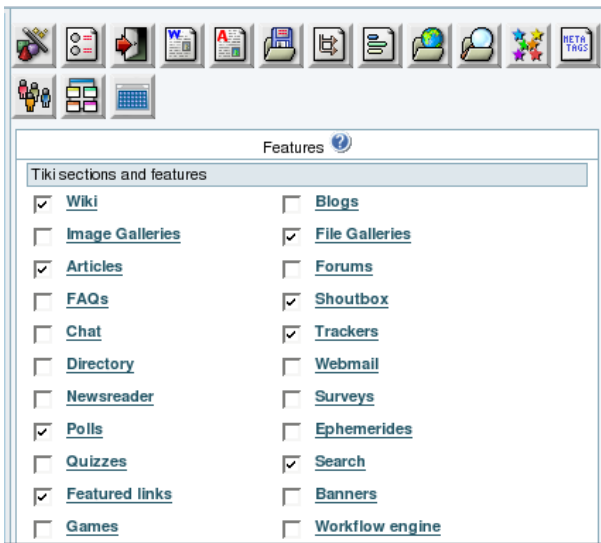 W A META
TAGS
Features ?
Tiki sections and features
Wiki Blogs
Image Galleries File Galleries
Articles Forums
FAQs Shoutbox
Chat Trackers
Directory Webmail
Newsreader Surveys
Polls Ephemerides
Quizzes Search
Featured links Banners
Games Workflow engine